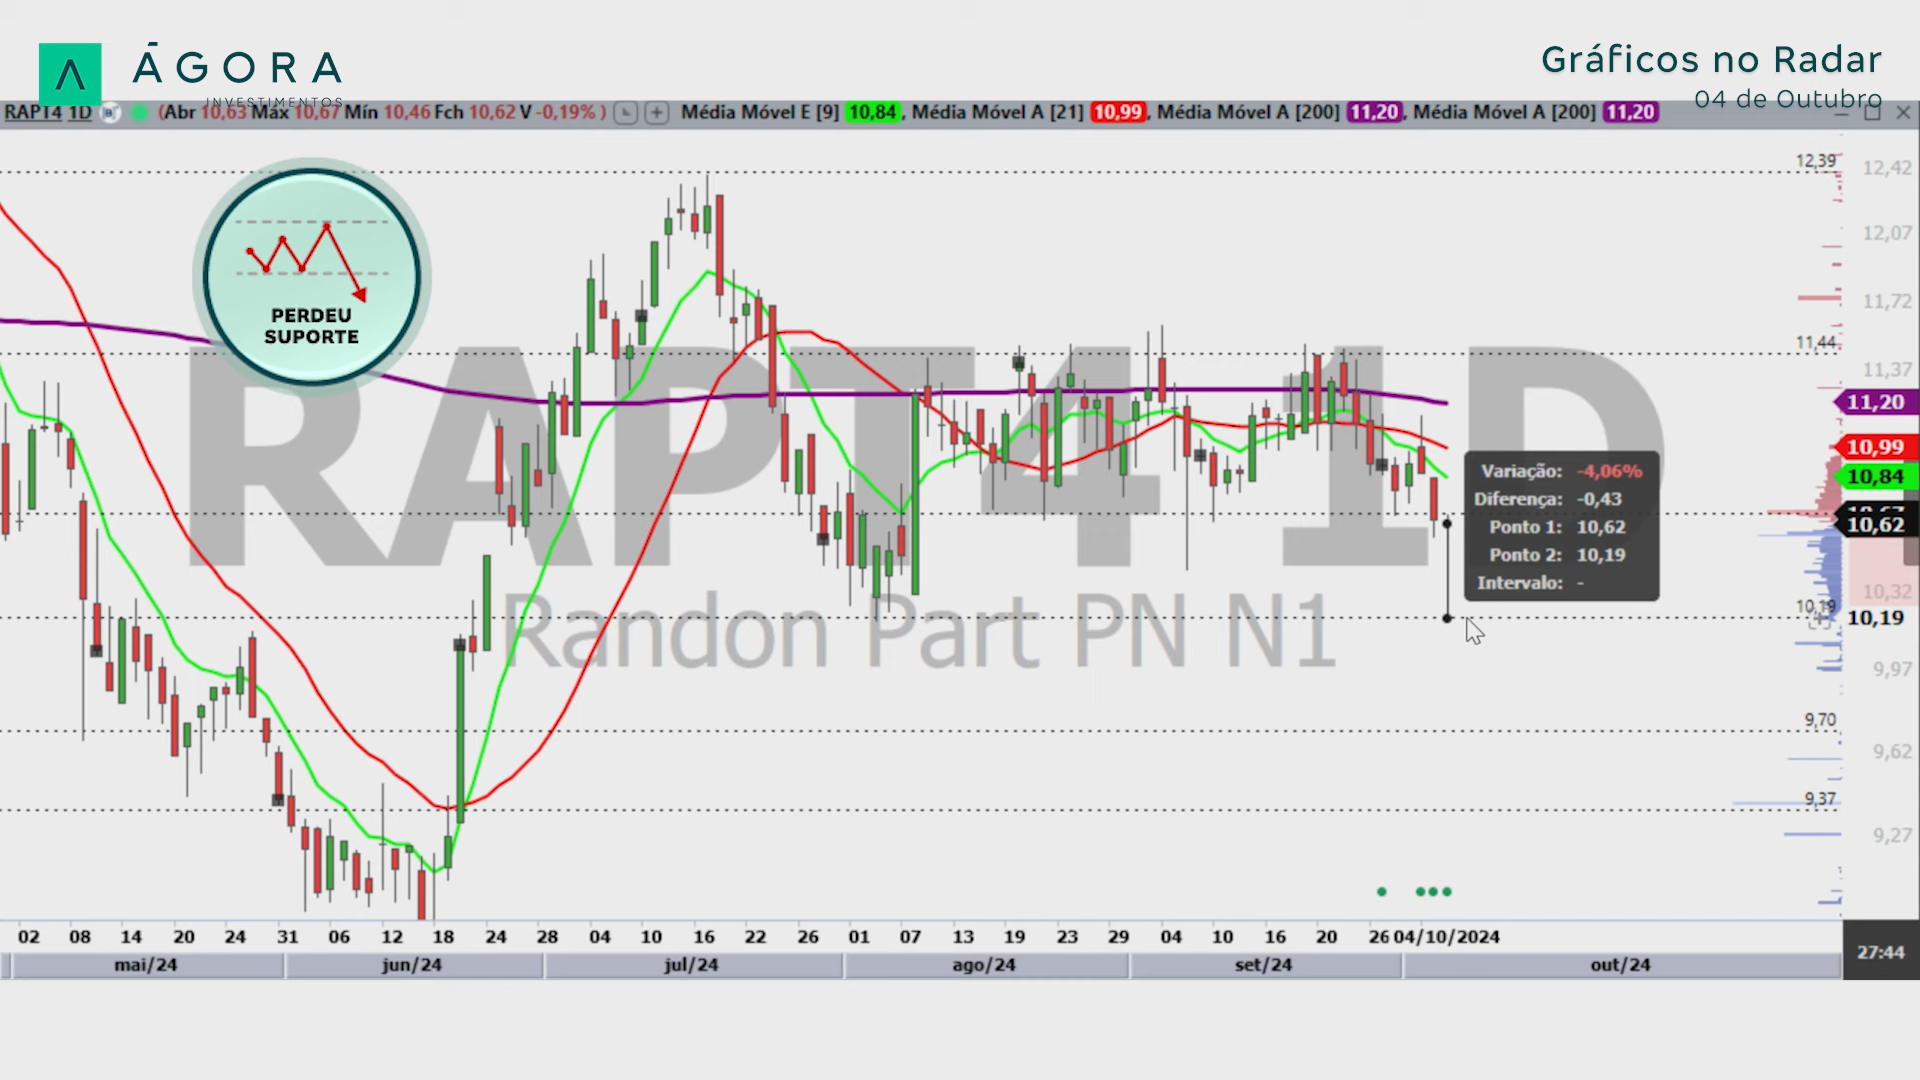 ÁGORA
INVESTIMENTOS
Gráficos no Radar
04 de Outubro
RAPT4 1D (Abr 10,63 Máx 10,67 Mín 10,46 Fch 10,62 V -0,19% ) Média Móvel E [9] 10,84, Média Móvel A [21] 10,99, Média Móvel A [200] 11,20, Média Móvel A [200] 11,20
PERDEU
SUPORTE
RAPT4 1D
Randon Part PN N1
Variação: -4,06%
Diferença: -0,43
Ponto 1: 10,62
Ponto 2: 10,19
Intervalo: -
12,39
11,44
10,19
9,70
9,37
12,42
12,07
11,72
11,37
11,20
10,99
10,84
10,62
10,32
10,19
9,97
9,62
9,27
02 08 14 20 24 31 06 12 18 24 28 04 10 16 22 26 01 07 13 19 23 29 04 10 16 20 26 04/10/2024
mai/24 jun/24 jul/24 ago/24 set/24 out/24
27:44